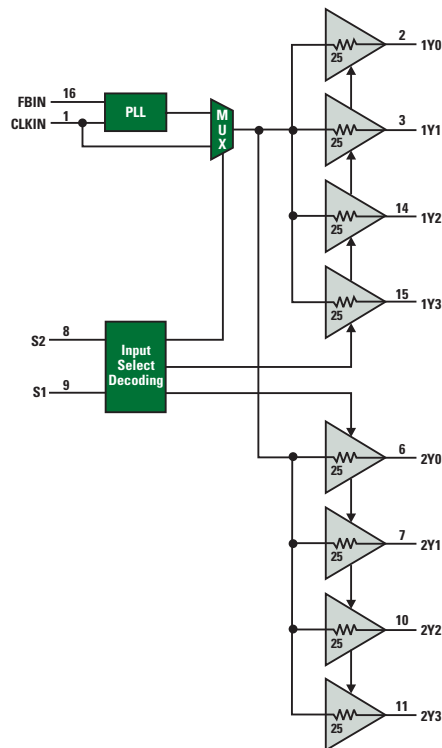 2
1Y0
25
FBIN 16
PLL
CLKIN 1
MUX
3
1Y1
25
14
1Y2
25
15
1Y3
25
S2 8
Input
Select
Decoding
S1 9
6
2Y0
25
7
2Y1
25
10
2Y2
25
11
2Y3
25